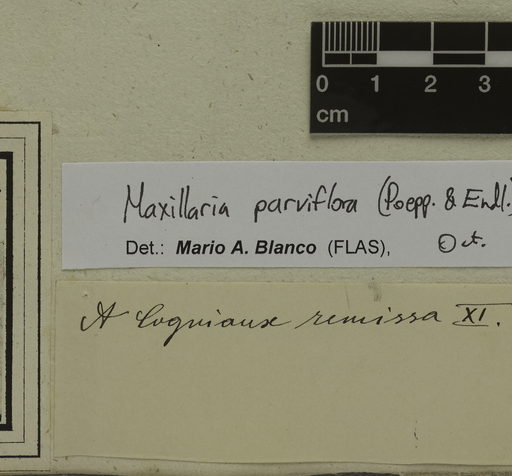 0 1 2 3
cm
Maxillaria parviflora (Poepp. & Endl.)
Det.: Mario A. Blanco (FLAS), Oct.
A Cogniaux remissa XI.